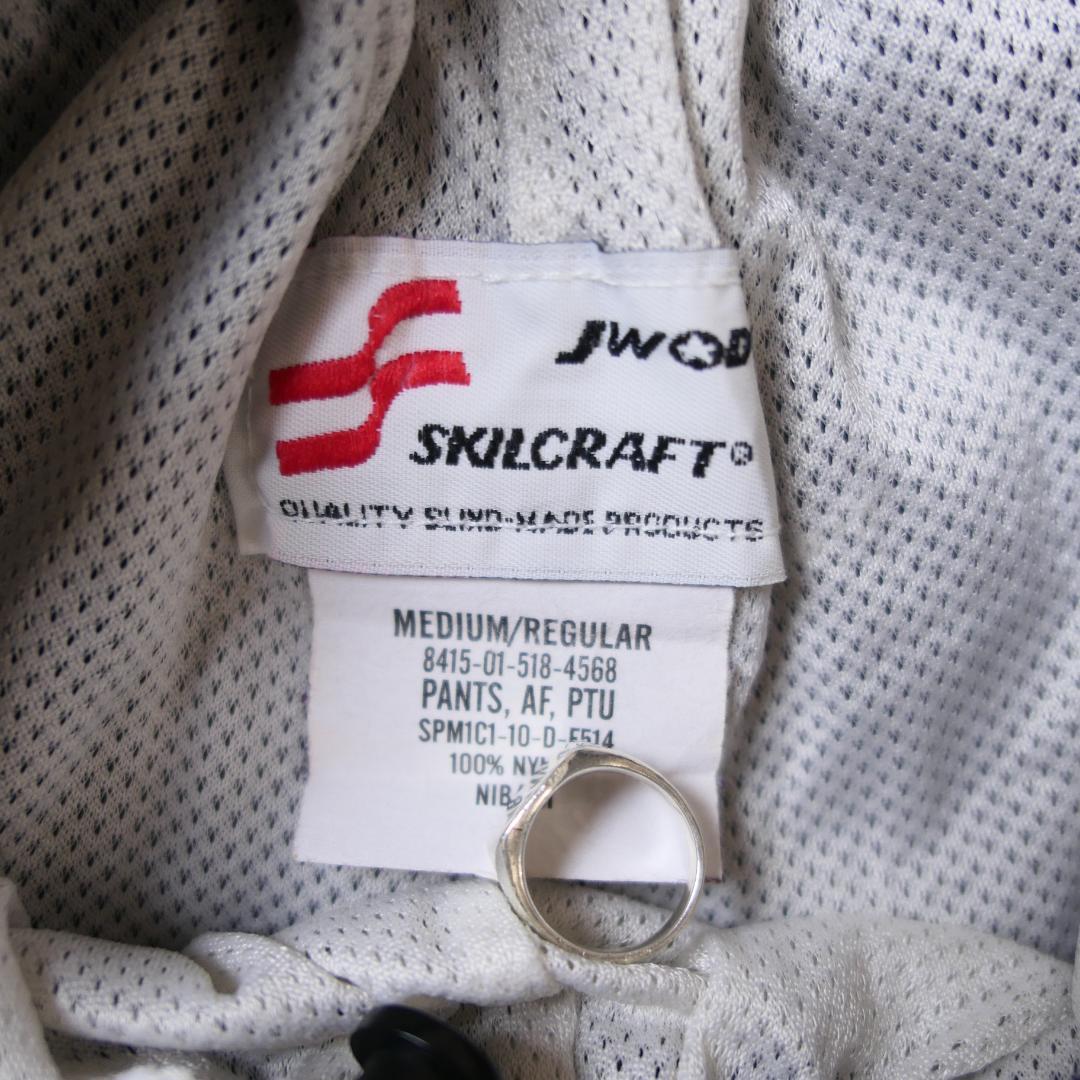 JWOD
SKILCRAFT®
QUALITY BLIND-MADE PRODUCTS
MEDIUM/REGULAR
8415-01-518-4568
PANTS, AF, PTU
SPM1C1-10-D-F514
100%